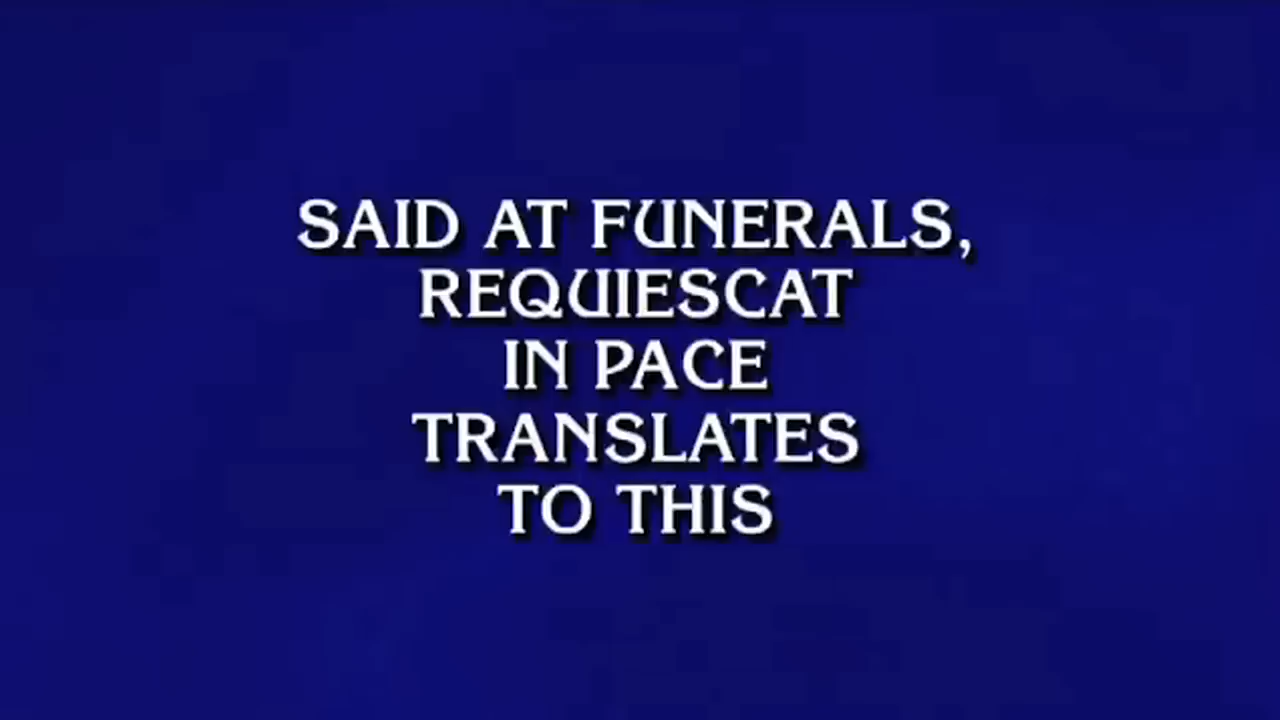 SAID AT FUNERALS,
REQUIESCAT
IN PACE
TRANSLATES
TO THIS